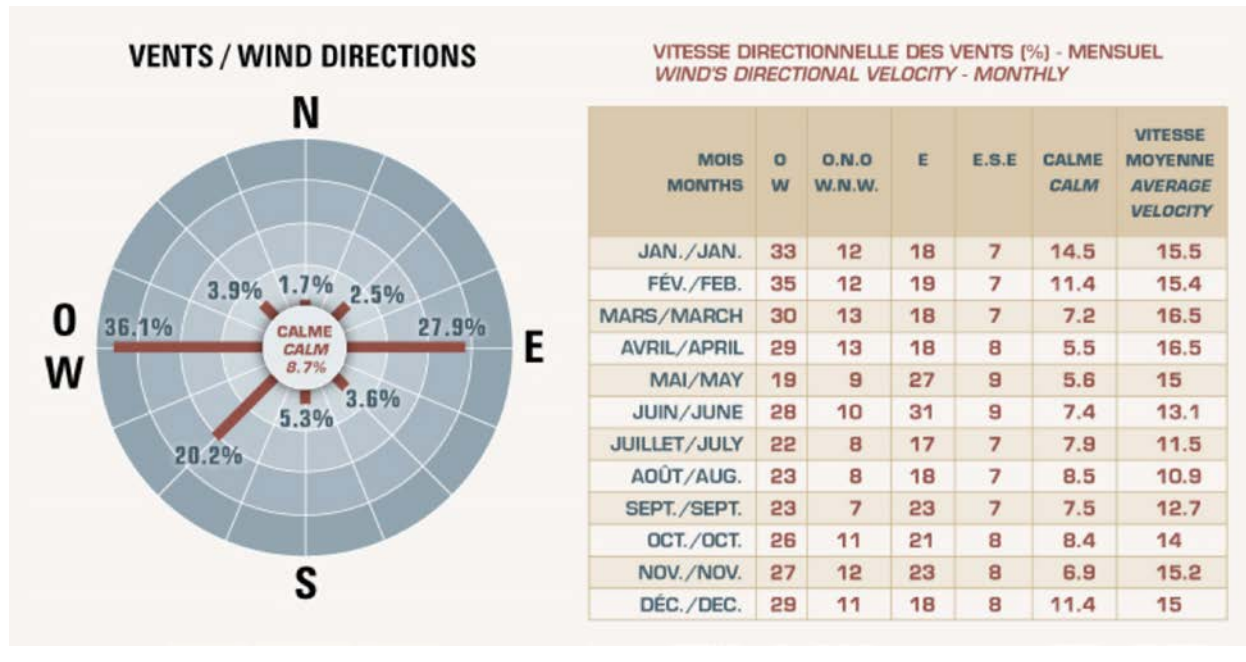 VENTS / WIND DIRECTIONS
N
3.9% 1.7% 2.5%
O 36.1% 27.9% E
W
CALME
CALM
8.7%
3.6%
5.3%
20.2%
S
VITESSE DIRECTIONNELLE DES VENTS (%) - MENSUEL
WIND'S DIRECTIONAL VELOCITY - MONTHLY
MOIS MONTHS O W O.N.O W.N.W. E E.S.E CALME CALM VITESSE MOYENNE AVERAGE VELOCITY
JAN./JAN. 33 12 18 7 14.5 15.5
FÉV./FEB. 35 12 19 7 11.4 15.4
MARS/MARCH 30 13 18 7 7.2 16.5
AVRIL/APRIL 29 13 18 8 5.5 16.5
MAI/MAY 19 9 27 9 5.6 15
JUIN/JUNE 28 10 31 9 7.4 13.1
JUILLET/JULY 22 8 17 7 7.9 11.5
AOÛT/AUG. 23 8 18 7 8.5 10.9
SEPT./SEPT. 23 7 23 7 7.5 12.7
OCT./OCT. 26 11 21 8 8.4 14
NOV./NOV. 27 12 23 8 6.9 15.2
DÉC./DEC. 29 11 18 8 11.4 15